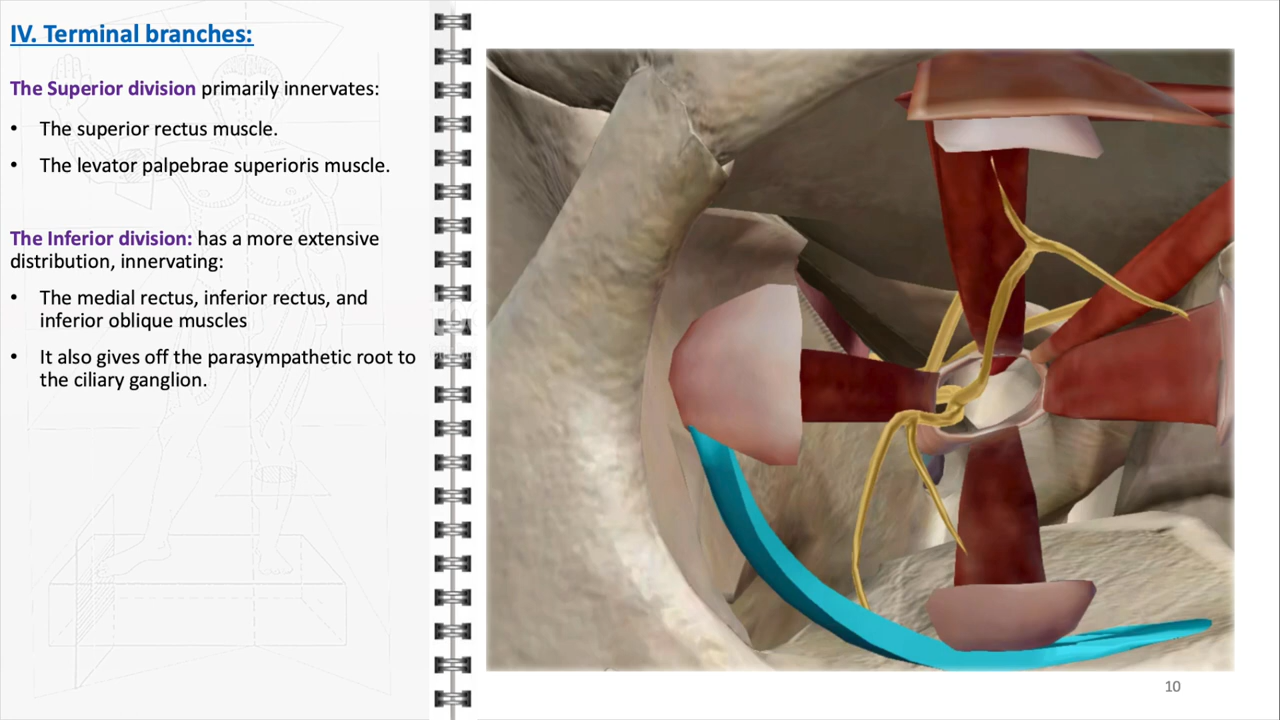 IV. Terminal branches:
The Superior division primarily innervates:
• The superior rectus muscle.
• The levator palpebrae superioris muscle.
The Inferior division: has a more extensive
distribution, innervating:
• The medial rectus, inferior rectus, and
inferior oblique muscles
• It also gives off the parasympathetic root to
the ciliary ganglion.
10